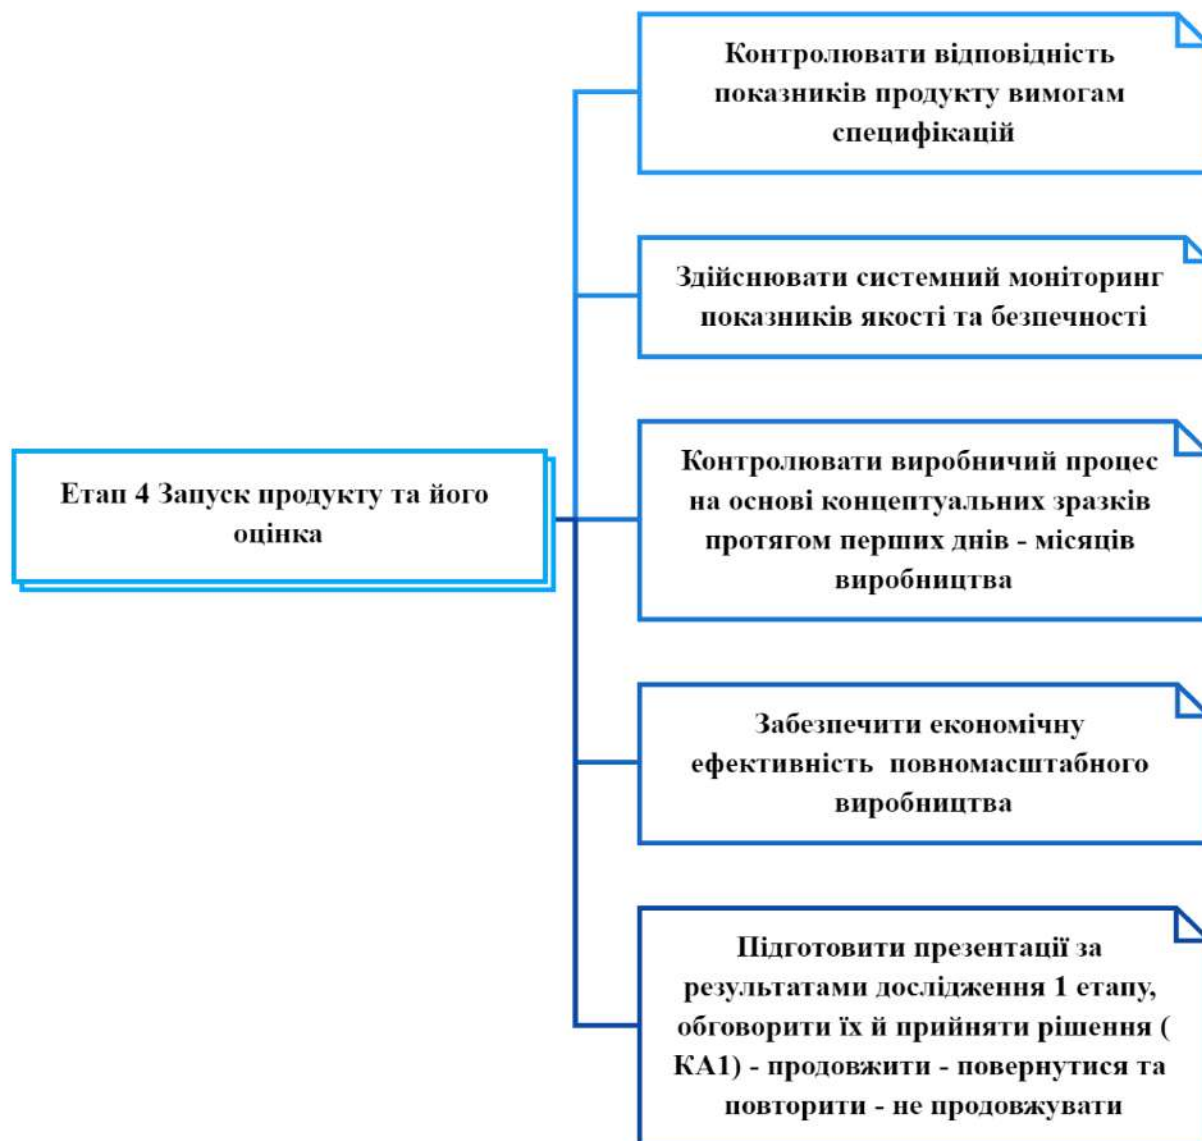 Контролювати відповідність
показників продукту вимогам
специфікацій
Здійснювати системний моніторинг
показників якості та безпечності
Етап 4 Запуск продукту та його
оцінка
Контролювати виробничий процес
на основі концептуальних зразків
протягом перших днів - місяців
виробництва
Забезпечити економічну
ефективність повномасштабного
виробництва
Підготовити презентації за
результатами дослідження 1 етапу,
обговорити їх й прийняти рішення (
КА1) - продовжити - повернутися та
повторити - не продовжувати